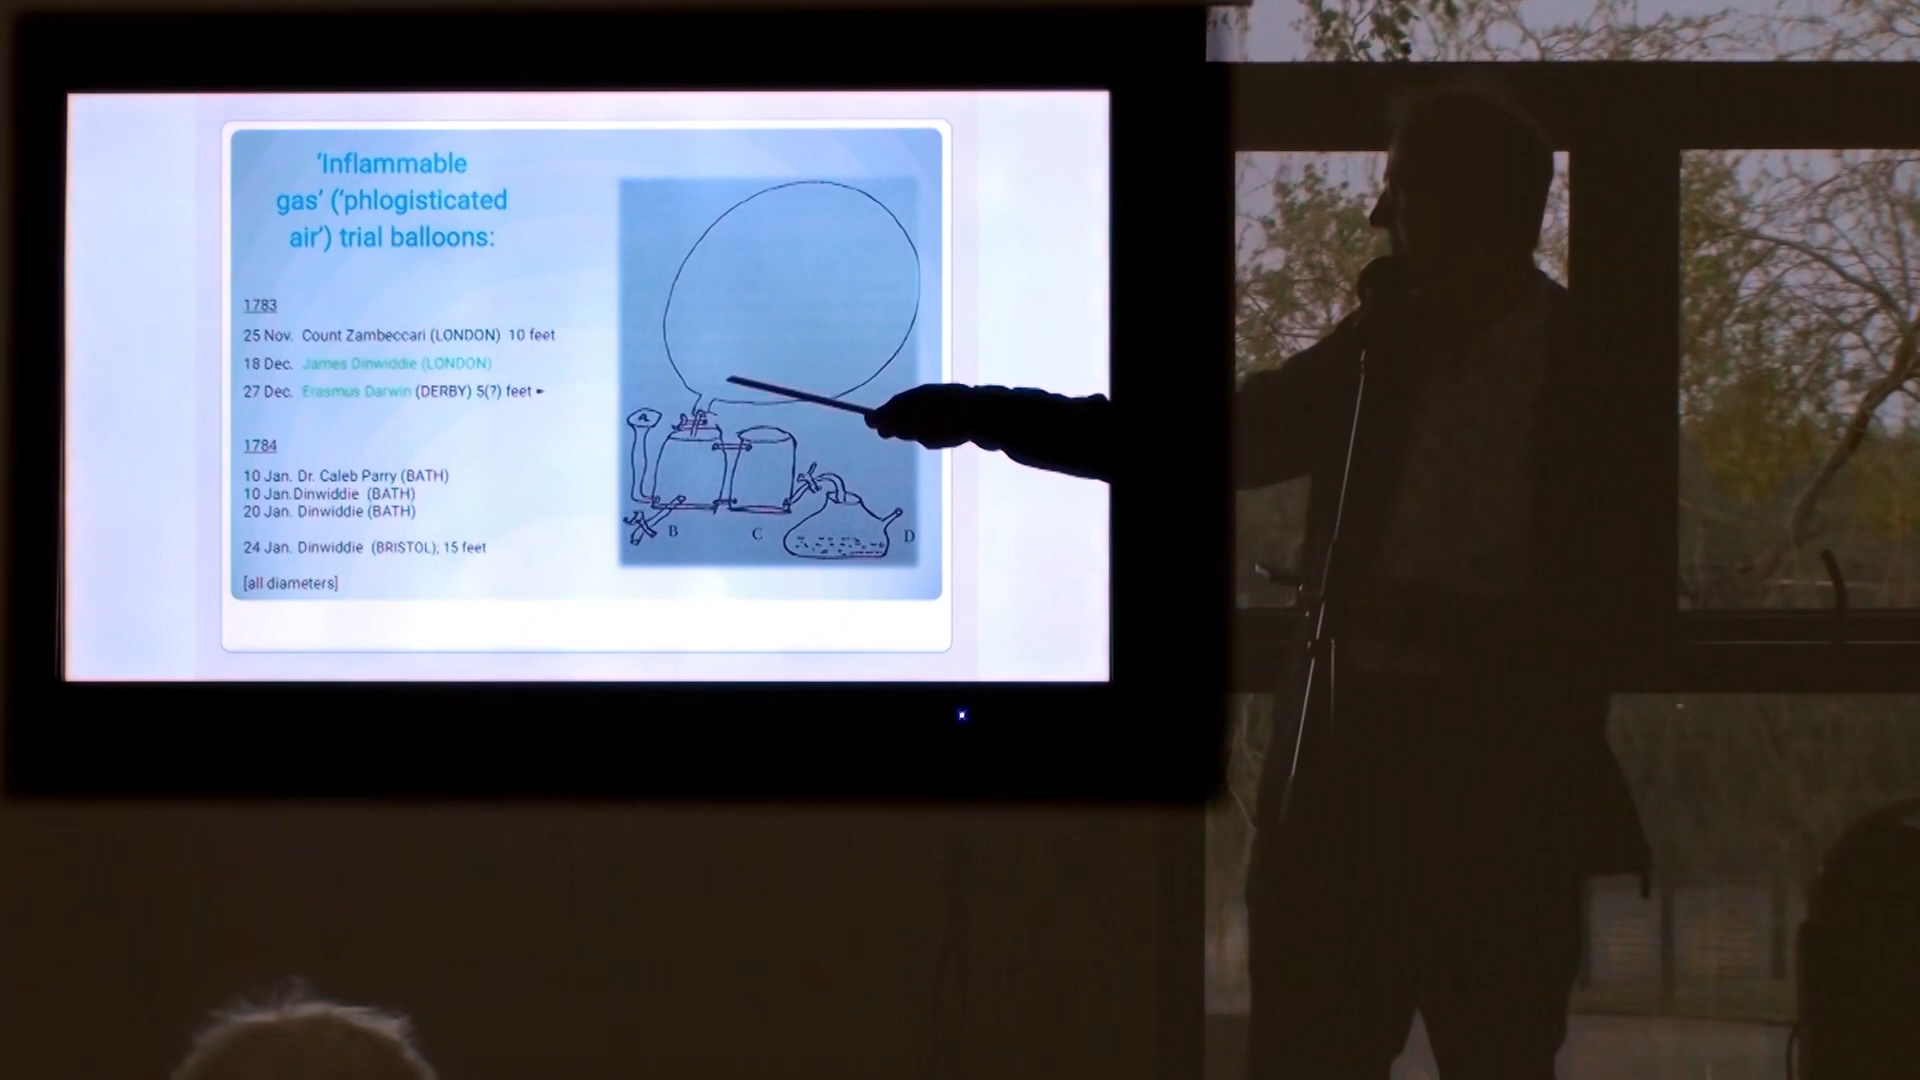 ‘Inflammable
gas’ (‘phlogisticated
air’) trial balloons:
1783
25 Nov. Count Zambeccari (LONDON) 10 feet
18 Dec. James Dinwiddie (LONDON)
27 Dec. Erasmus Darwin (DERBY) 5(?) feet ►
1784
10 Jan. Dr. Caleb Parry (BATH)
10 Jan.Dinwiddie (BATH)
20 Jan. Dinwiddie (BATH)
24 Jan. Dinwiddie (BRISTOL); 15 feet
[all diameters]
A
B
C
D